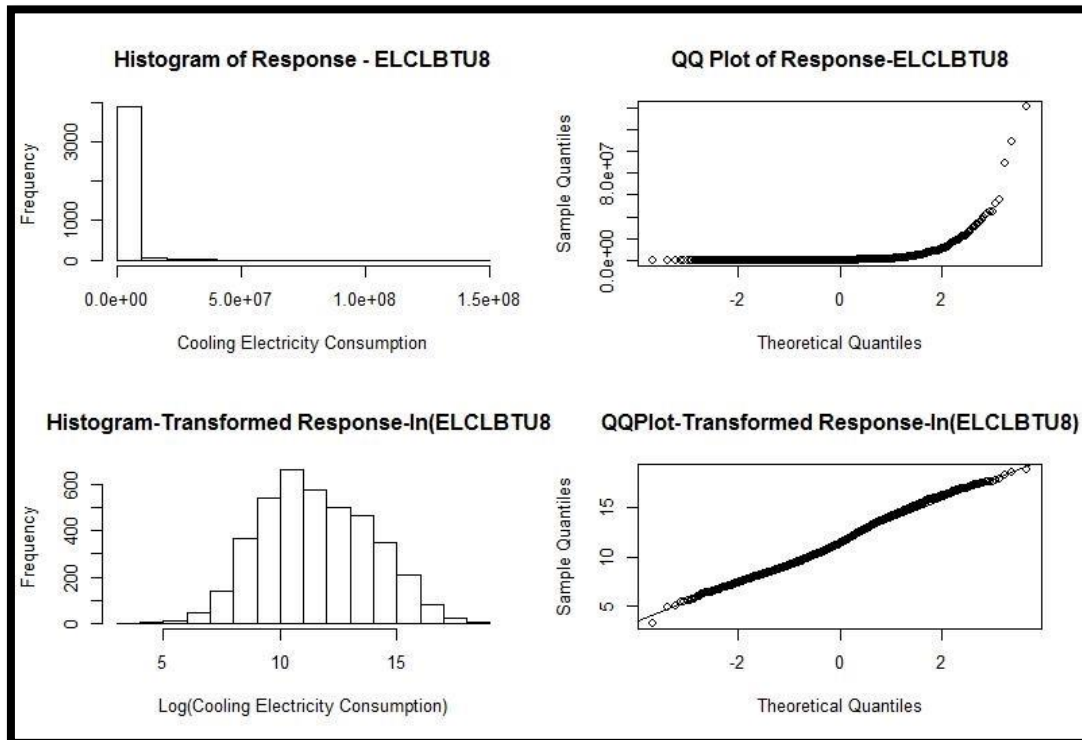 Histogram of Response - ELCLBTU8
Frequency
0
1000
3000
0.0e+00
5.0e+07
1.0e+08
1.5e+08
Cooling Electricity Consumption
QQ Plot of Response-ELCLBTU8
Sample Quantiles
0.0e+00
8.0e+07
-2
0
2
Theoretical Quantiles
Histogram-Transformed Response-ln(ELCLBTU8
Frequency
0
200
400
600
5
10
15
Log(Cooling Electricity Consumption)
QQPlot-Transformed Response-ln(ELCLBTU8)
Sample Quantiles
5
10
15
-2
0
2
Theoretical Quantiles